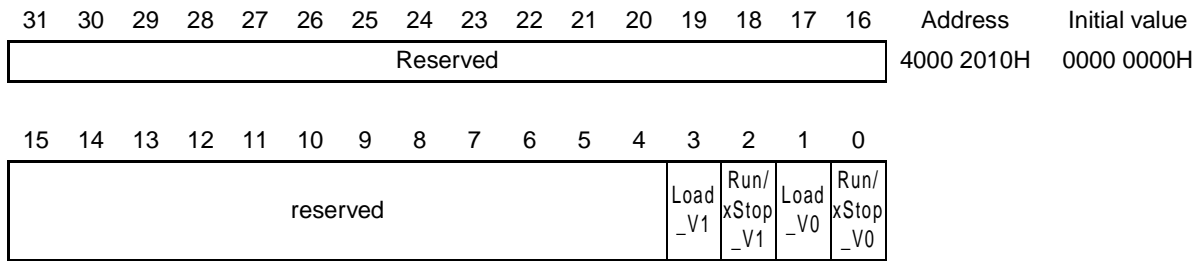 31 30 29 28 27 26 25 24 23 22 21 20 19 18 17 16 Address Initial value
Reserved 4000 2010H 0000 0000H
15 14 13 12 11 10 9 8 7 6 5 4 3 2 1 0
reserved
Load
_V1
Run/
xStop
_V1
Load
_V0
Run/
xStop
_V0